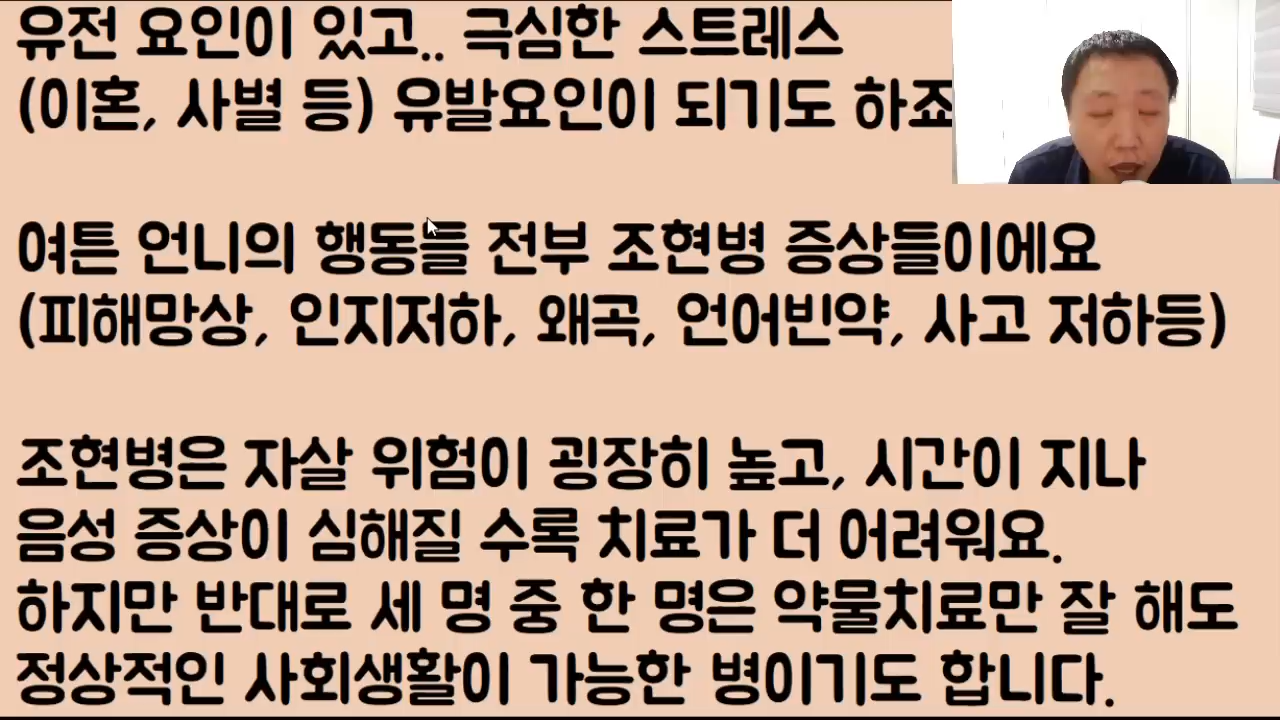 유전 요인이 있고.. 극심한 스트레스
(이혼, 사별 등) 유발요인이 되기도 하죠
여튼 언니의 행동들 전부 조현병 증상들이에요
(피해망상, 인지저하, 왜곡, 언어빈약, 사고 저하등)
조현병은 자살 위험이 굉장히 높고, 시간이 지나
음성 증상이 심해질 수록 치료가 더 어려워요.
하지만 반대로 세 명 중 한 명은 약물치료만 잘 해도
정상적인 사회생활이 가능한 병이기도 합니다.